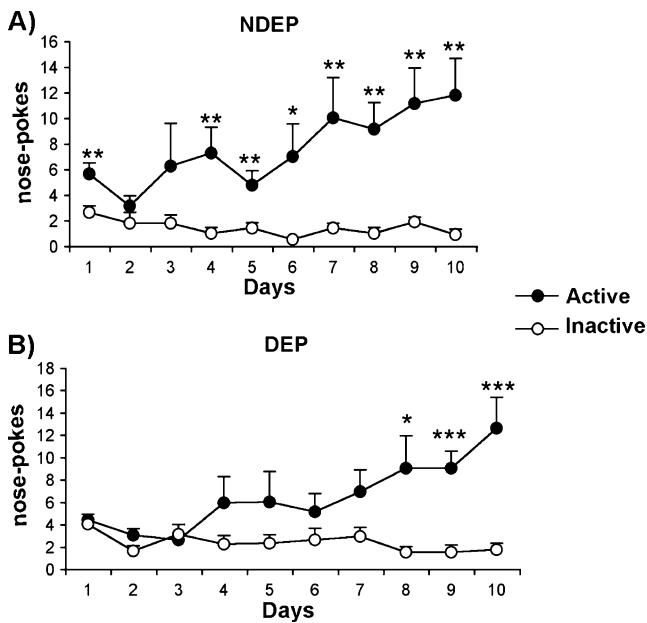 A)
NDEP
nose-pokes
16
14
12
10
8
6
4
2
0
** ** ** * ** ** ** **
1 2 3 4 5 6 7 8 9 10
Days
Active
Inactive
B)
DEP
nose-pokes
18
16
14
12
10
8
6
4
2
0
* *** ***
1 2 3 4 5 6 7 8 9 10
Days